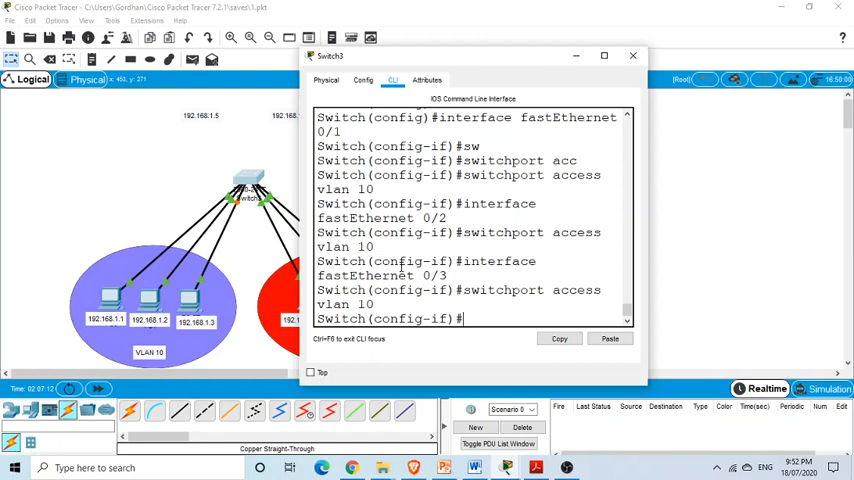 Cisco Packet Tracer - C:\Users\Gordhan\Cisco Packet Tracer 7.2.1\saves\1.pkt
File Edit Options View Tools Extensions Help
Logical
Physical
x: 453, y: 271
[Root]
16:50:00
192.168.1.5
192.168.
Switch3
Physical Config CLI Attributes
IOS Command Line Interface
Switch(config)#interface fastEthernet
0/1
Switch(config-if)#sw
Switch(config-if)#switchport acc
Switch(config-if)#switchport access
vlan 10
Switch(config-if)#interface
fastEthernet 0/2
Switch(config-if)#switchport access
vlan 10
Switch(config-if)#interface
fastEthernet 0/3
Switch(config-if)#switchport access
vlan 10
Switch(config-if)#
Ctrl+F6 to exit CLI focus
Copy
Paste
Top
Switch3
192.168.1.1
192.168.1.2
192.168.1.3
192.1
VLAN 10
Time: 02:07:12
Realtime
Simulation
Scenario 0
New
Delete
Toggle PDU List Window
Fire Last Status Source Destination Type Color Time(sec) Periodic Num Edit
Copper Straight-Through
Type here to search
ENG
9:52 PM
18/07/2020